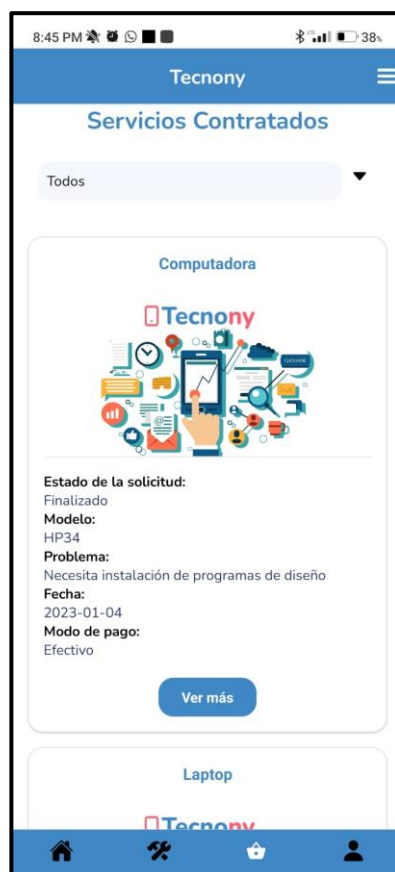 8:45 PM
38%
Tecnony
Servicios Contratados
Todos
Computadora
Tecnony
Estado de la solicitud:
Finalizado
Modelo:
HP34
Problema:
Necesita instalación de programas de diseño
Fecha:
2023-01-04
Modo de pago:
Efectivo
Ver más
Laptop
Tecnony